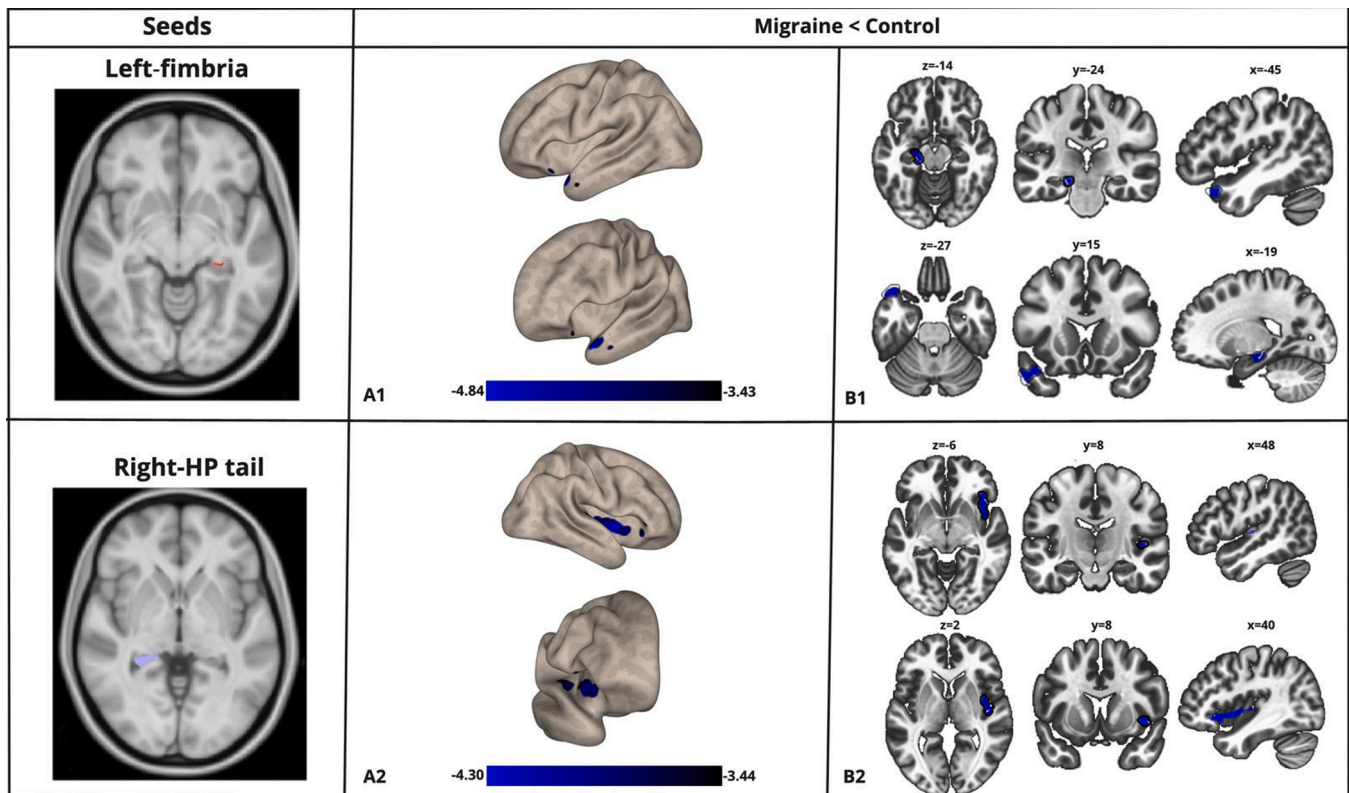 Seeds
Migraine < Control
Left-fimbria
z=-14
y=-24
x=-45
z=-27
y=15
x=-19
-4.84
-3.43
A1
B1
Right-HP tail
z=-6
y=8
x=48
z=2
y=8
x=40
-4.30
-3.44
A2
B2